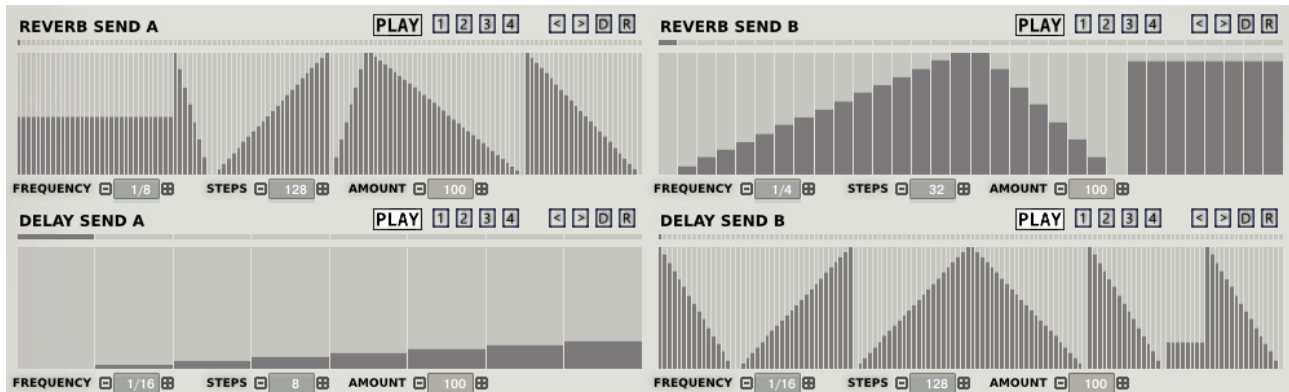 REVERB SEND A PLAY 1 2 3 4 < > D R
REVERB SEND B PLAY 1 2 3 4 < > D R
FREQUENCY 1/8 STEPS 128 AMOUNT 100
FREQUENCY 1/4 STEPS 32 AMOUNT 100
DELAY SEND A PLAY 1 2 3 4 < > D R
DELAY SEND B PLAY 1 2 3 4 < > D R
FREQUENCY 1/16 STEPS 8 AMOUNT 100
FREQUENCY 1/16 STEPS 128 AMOUNT 100